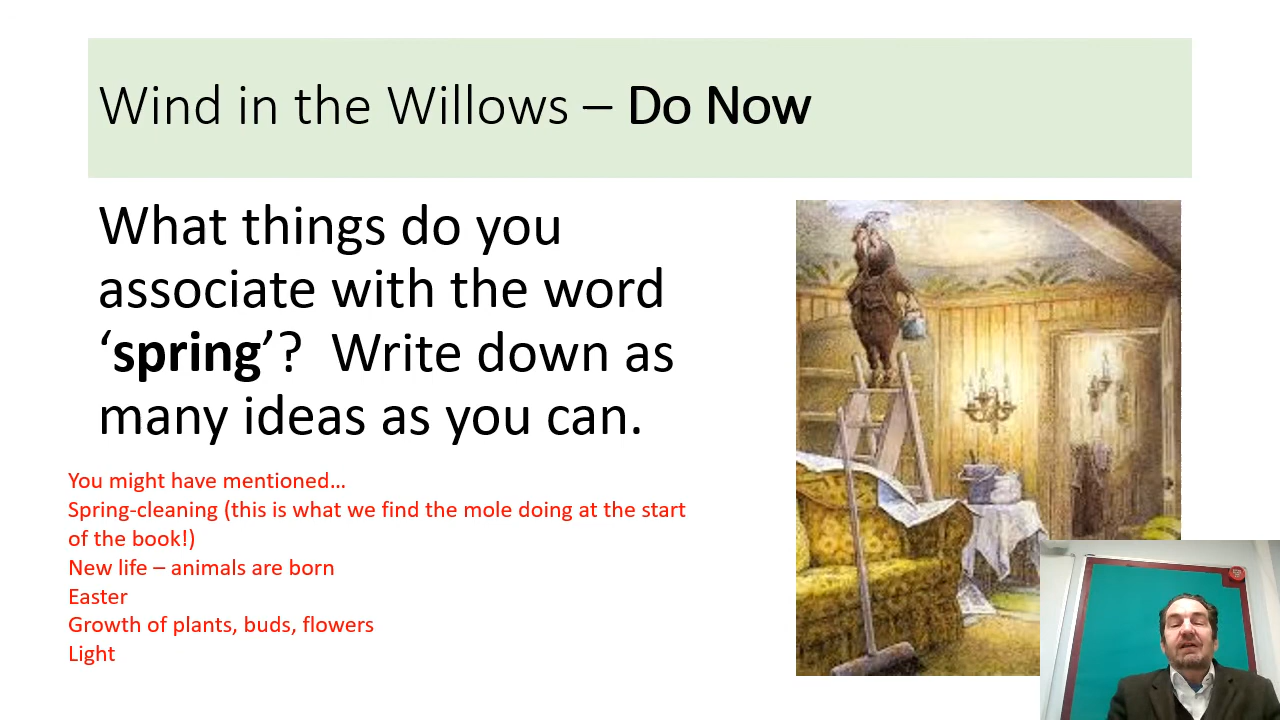 Wind in the Willows – Do Now
What things do you
associate with the word
‘spring’?  Write down as
many ideas as you can.
You might have mentioned…
Spring-cleaning (this is what we find the mole doing at the start
of the book!)
New life – animals are born
Easter
Growth of plants, buds, flowers
Light